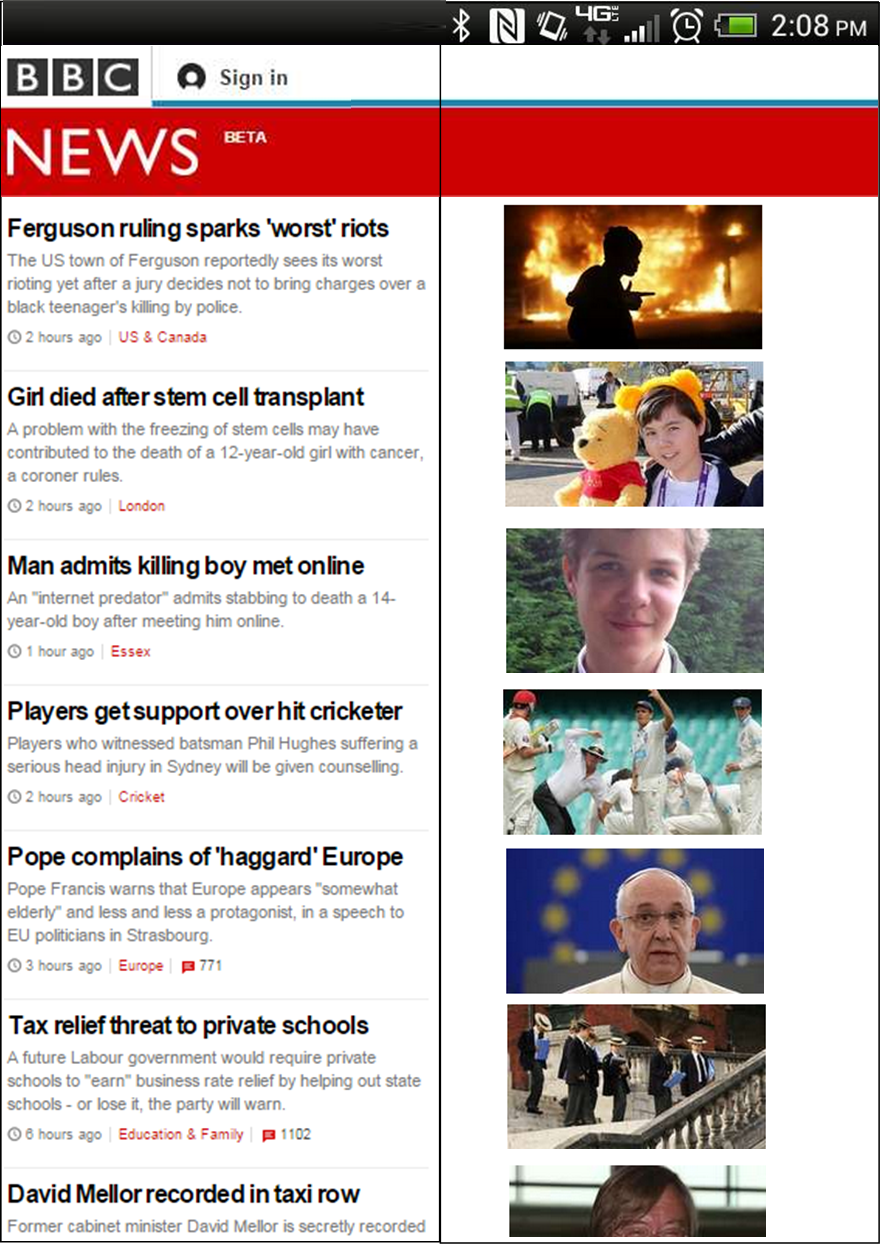 4G LTE 2:08 PM
BBC Sign in
NEWS BETA
Ferguson ruling sparks 'worst' riots
The US town of Ferguson reportedly sees its worst
rioting yet after a jury decides not to bring charges over a
black teenager's killing by police.
2 hours ago | US & Canada
Girl died after stem cell transplant
A problem with the freezing of stem cells may have
contributed to the death of a 12-year-old girl with cancer,
a coroner rules.
2 hours ago | London
Man admits killing boy met online
An "internet predator" admits stabbing to death a 14-
year-old boy after meeting him online.
1 hour ago | Essex
Players get support over hit cricketer
Players who witnessed batsman Phil Hughes suffering a
serious head injury in Sydney will be given counselling.
2 hours ago | Cricket
Pope complains of 'haggard' Europe
Pope Francis warns that Europe appears "somewhat
elderly" and less and less a protagonist, in a speech to
EU politicians in Strasbourg.
3 hours ago | Europe | 771
Tax relief threat to private schools
A future Labour government would require private
schools to "earn" business rate relief by helping out state
schools - or lose it, the party will warn.
6 hours ago | Education & Family | 1102
David Mellor recorded in taxi row
Former cabinet minister David Mellor is secretly recorded